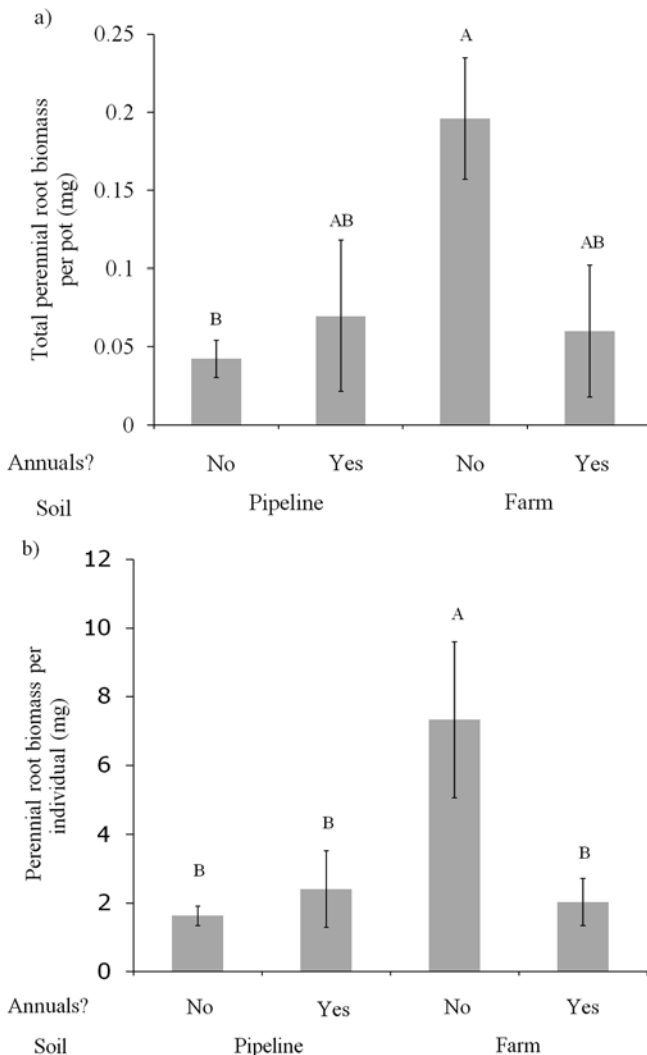 a)
Total perennial root biomass
per pot (mg)
0.25
0.2
0.15
0.1
0.05
0
B
AB
A
AB
Annuals? No Yes No Yes
Soil Pipeline Farm
b)
Perennial root biomass per
individual (mg)
12
10
8
6
4
2
0
B
B
A
B
Annuals? No Yes No Yes
Soil Pipeline Farm